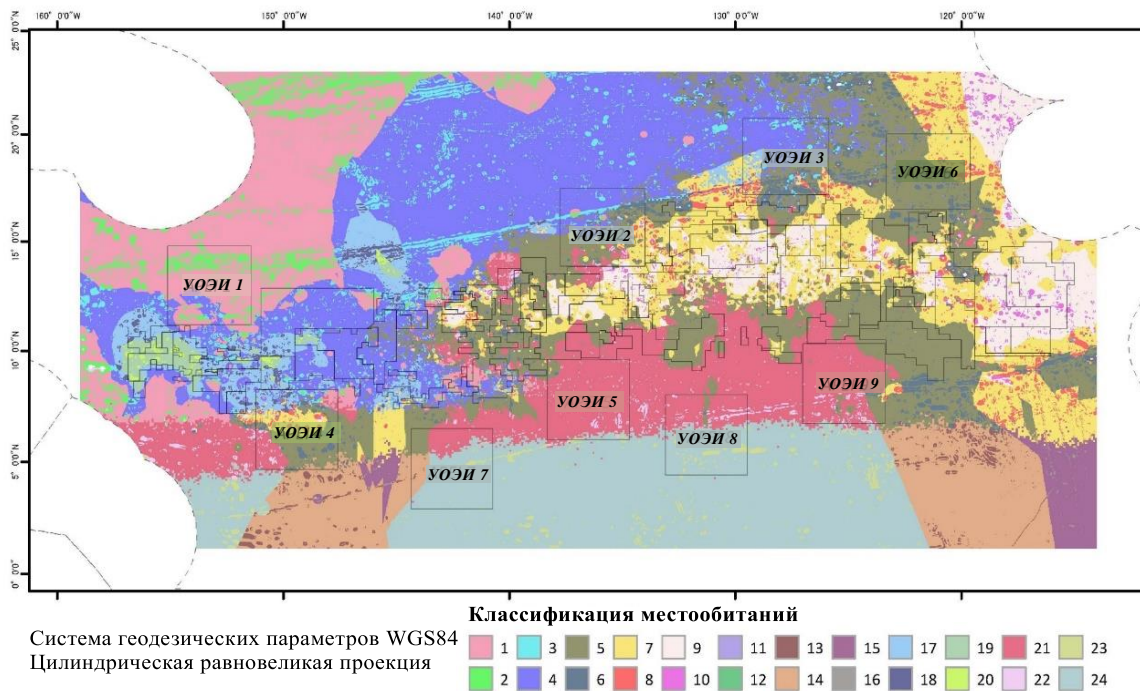 160° 0'0"W 150° 0'0"W 140° 0'0"W 130° 0'0"W 120° 0'0"W
25° 0'0"N
20° 0'0"N
15° 0'0"N
10° 0'0"N
5° 0'0"N
0° 0'0"
УОЭИ 3
УОЭИ 6
УОЭИ 2
УОЭИ 1
УОЭИ 9
УОЭИ 5
УОЭИ 4
УОЭИ 8
УОЭИ 7
Классификация местообитаний
Система геодезических параметров WGS84
Цилиндрическая равновеликая проекция
1 3 5 7 9 11 13 15 17 19 21 23
2 4 6 8 10 12 14 16 18 20 22 24